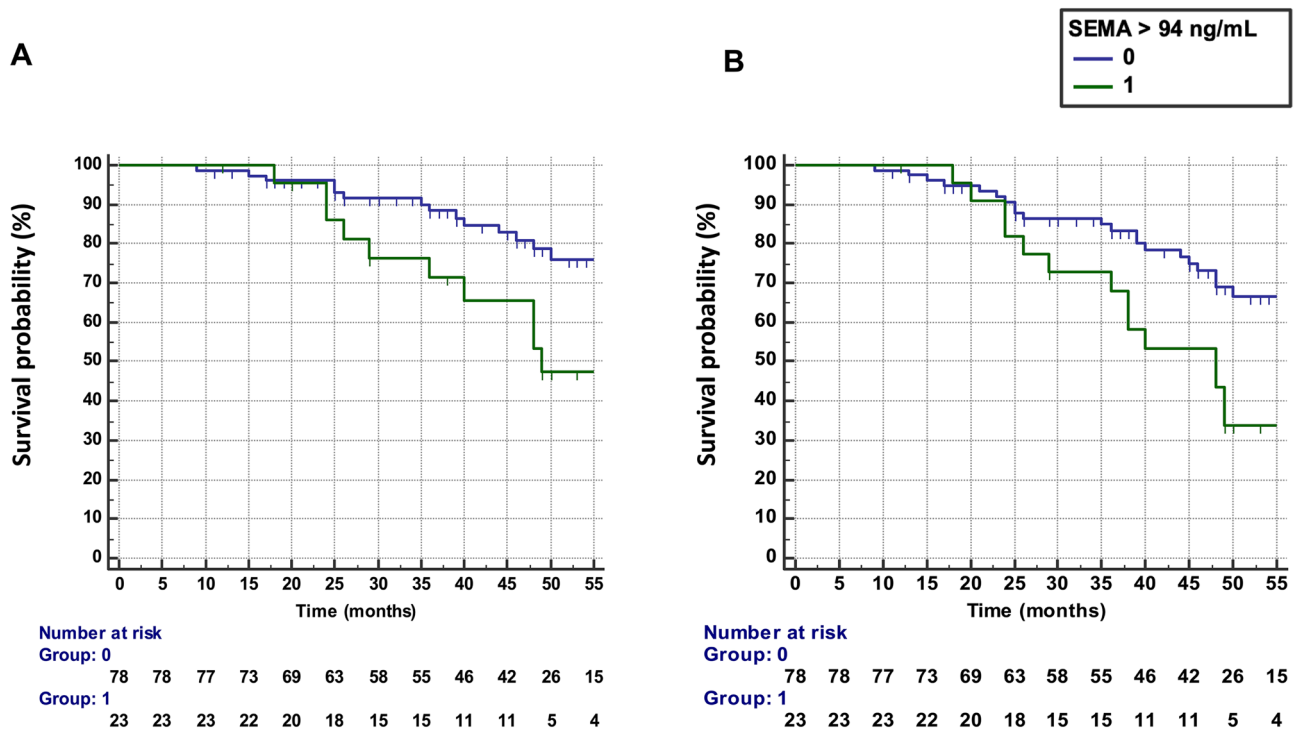 SEMA > 94 ng/mL
0
1
A
B
Survival probability (%)
100
90
80
70
60
50
40
30
20
10
0
0 5 10 15 20 25 30 35 40 45 50 55
Time (months)
Number at risk
Group: 0
78 78 77 73 69 63 58 55 46 42 26 15
Group: 1
23 23 23 22 20 18 15 15 11 11 5 4
Survival probability (%)
100
90
80
70
60
50
40
30
20
10
0
0 5 10 15 20 25 30 35 40 45 50 55
Time (months)
Number at risk
Group: 0
78 78 77 73 69 63 58 55 46 42 26 15
Group: 1
23 23 23 22 20 18 15 15 11 11 5 4